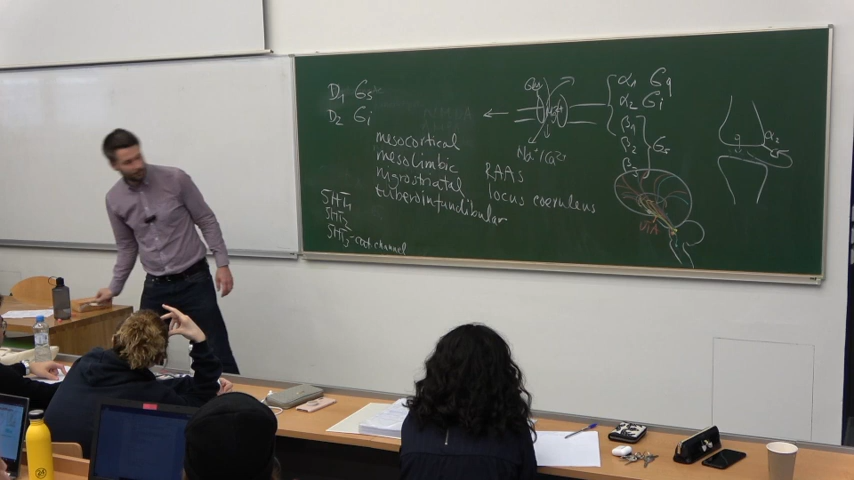 D1 Gs
D2 Gi
mesocortical
mesolimbic
nigrostriatal
tuberoinfundibular
5HT1
5HT2
5HT3 channel
Na+/Ca2+
RAAs
locus coeruleus
α1 Gq
α2 Gi
β1
β2
β3
Gs
α2